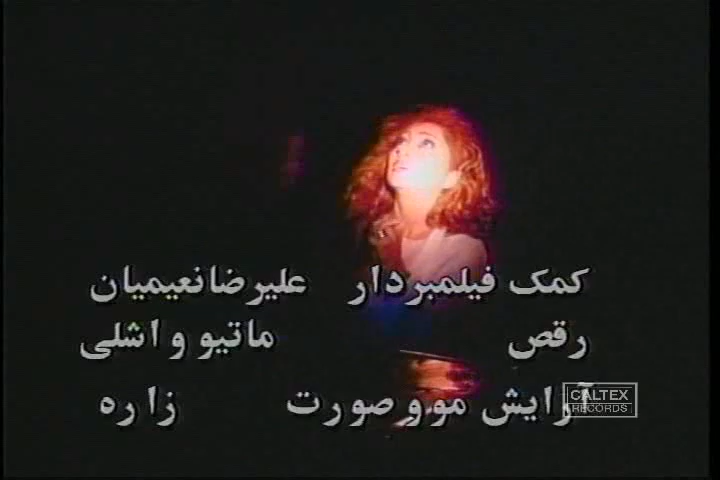 کمک فیلمبردار علیرضا نعیمیان
رقص ماتیو و اشلی
آرایش مو و صورت زاره
CALTEX
RECORDS